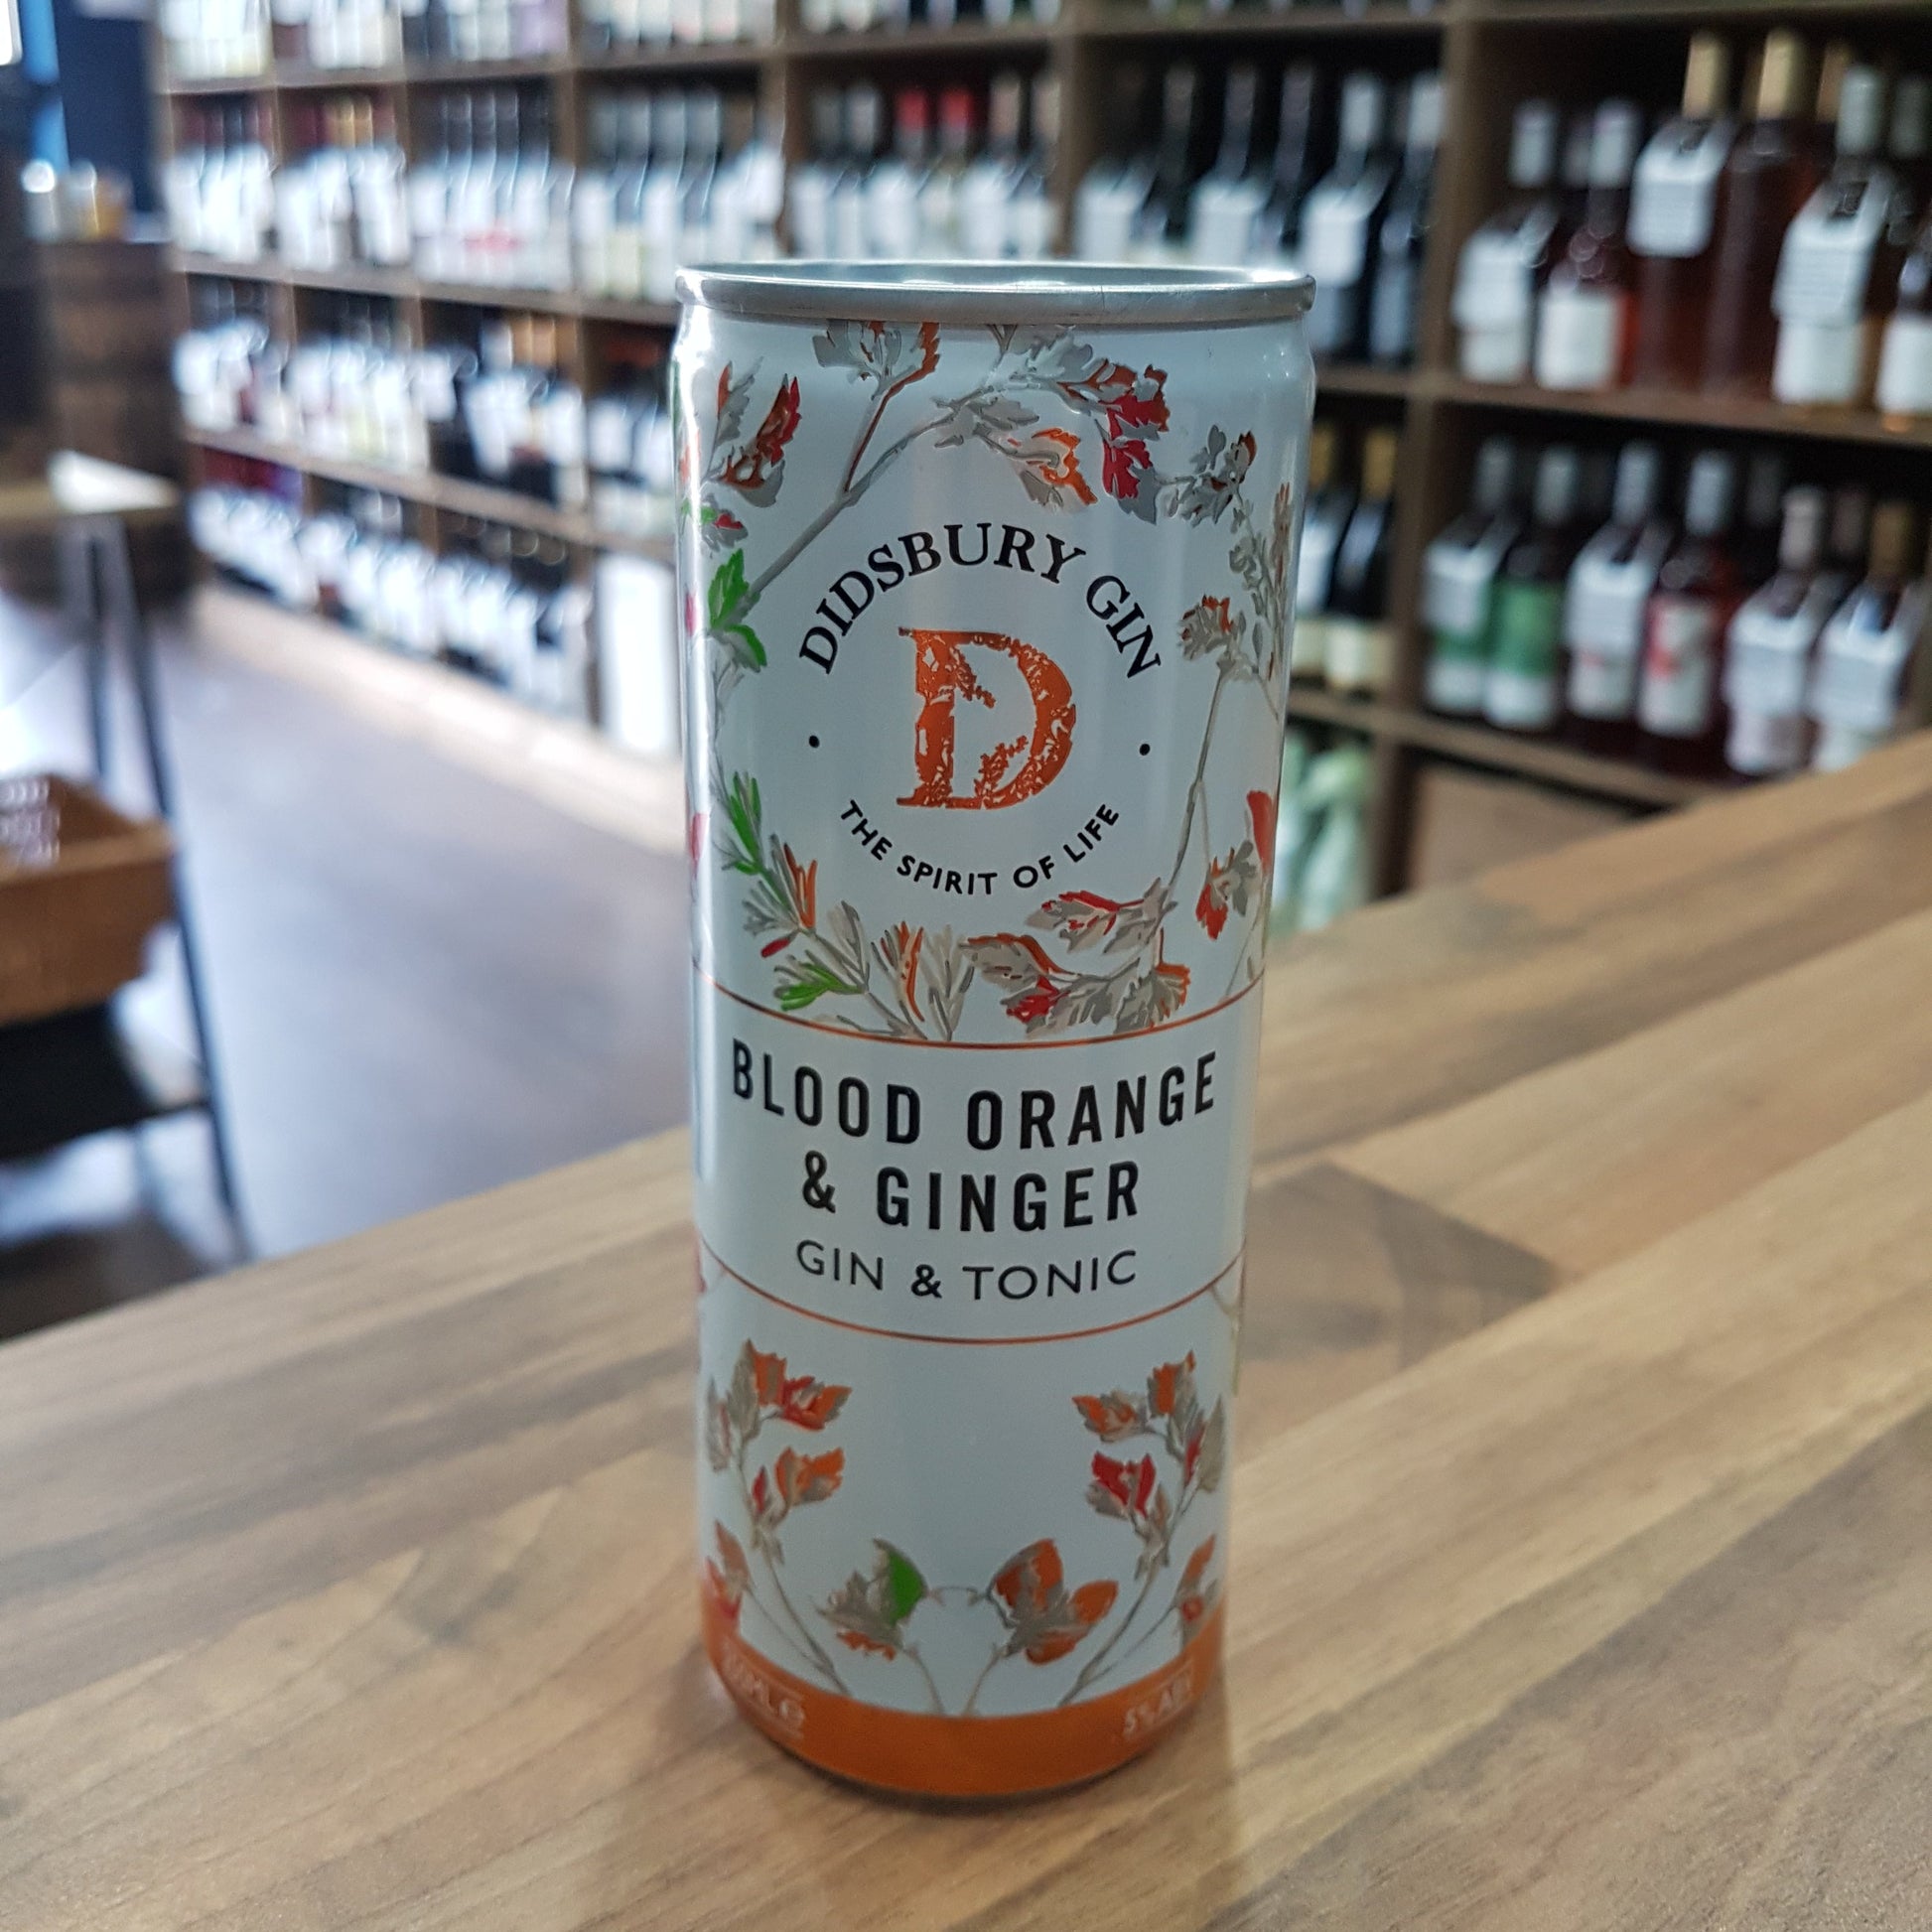 DIDSBURY GIN
D
THE SPIRIT OF LIFE
BLOOD ORANGE
& GINGER
GIN & TONIC